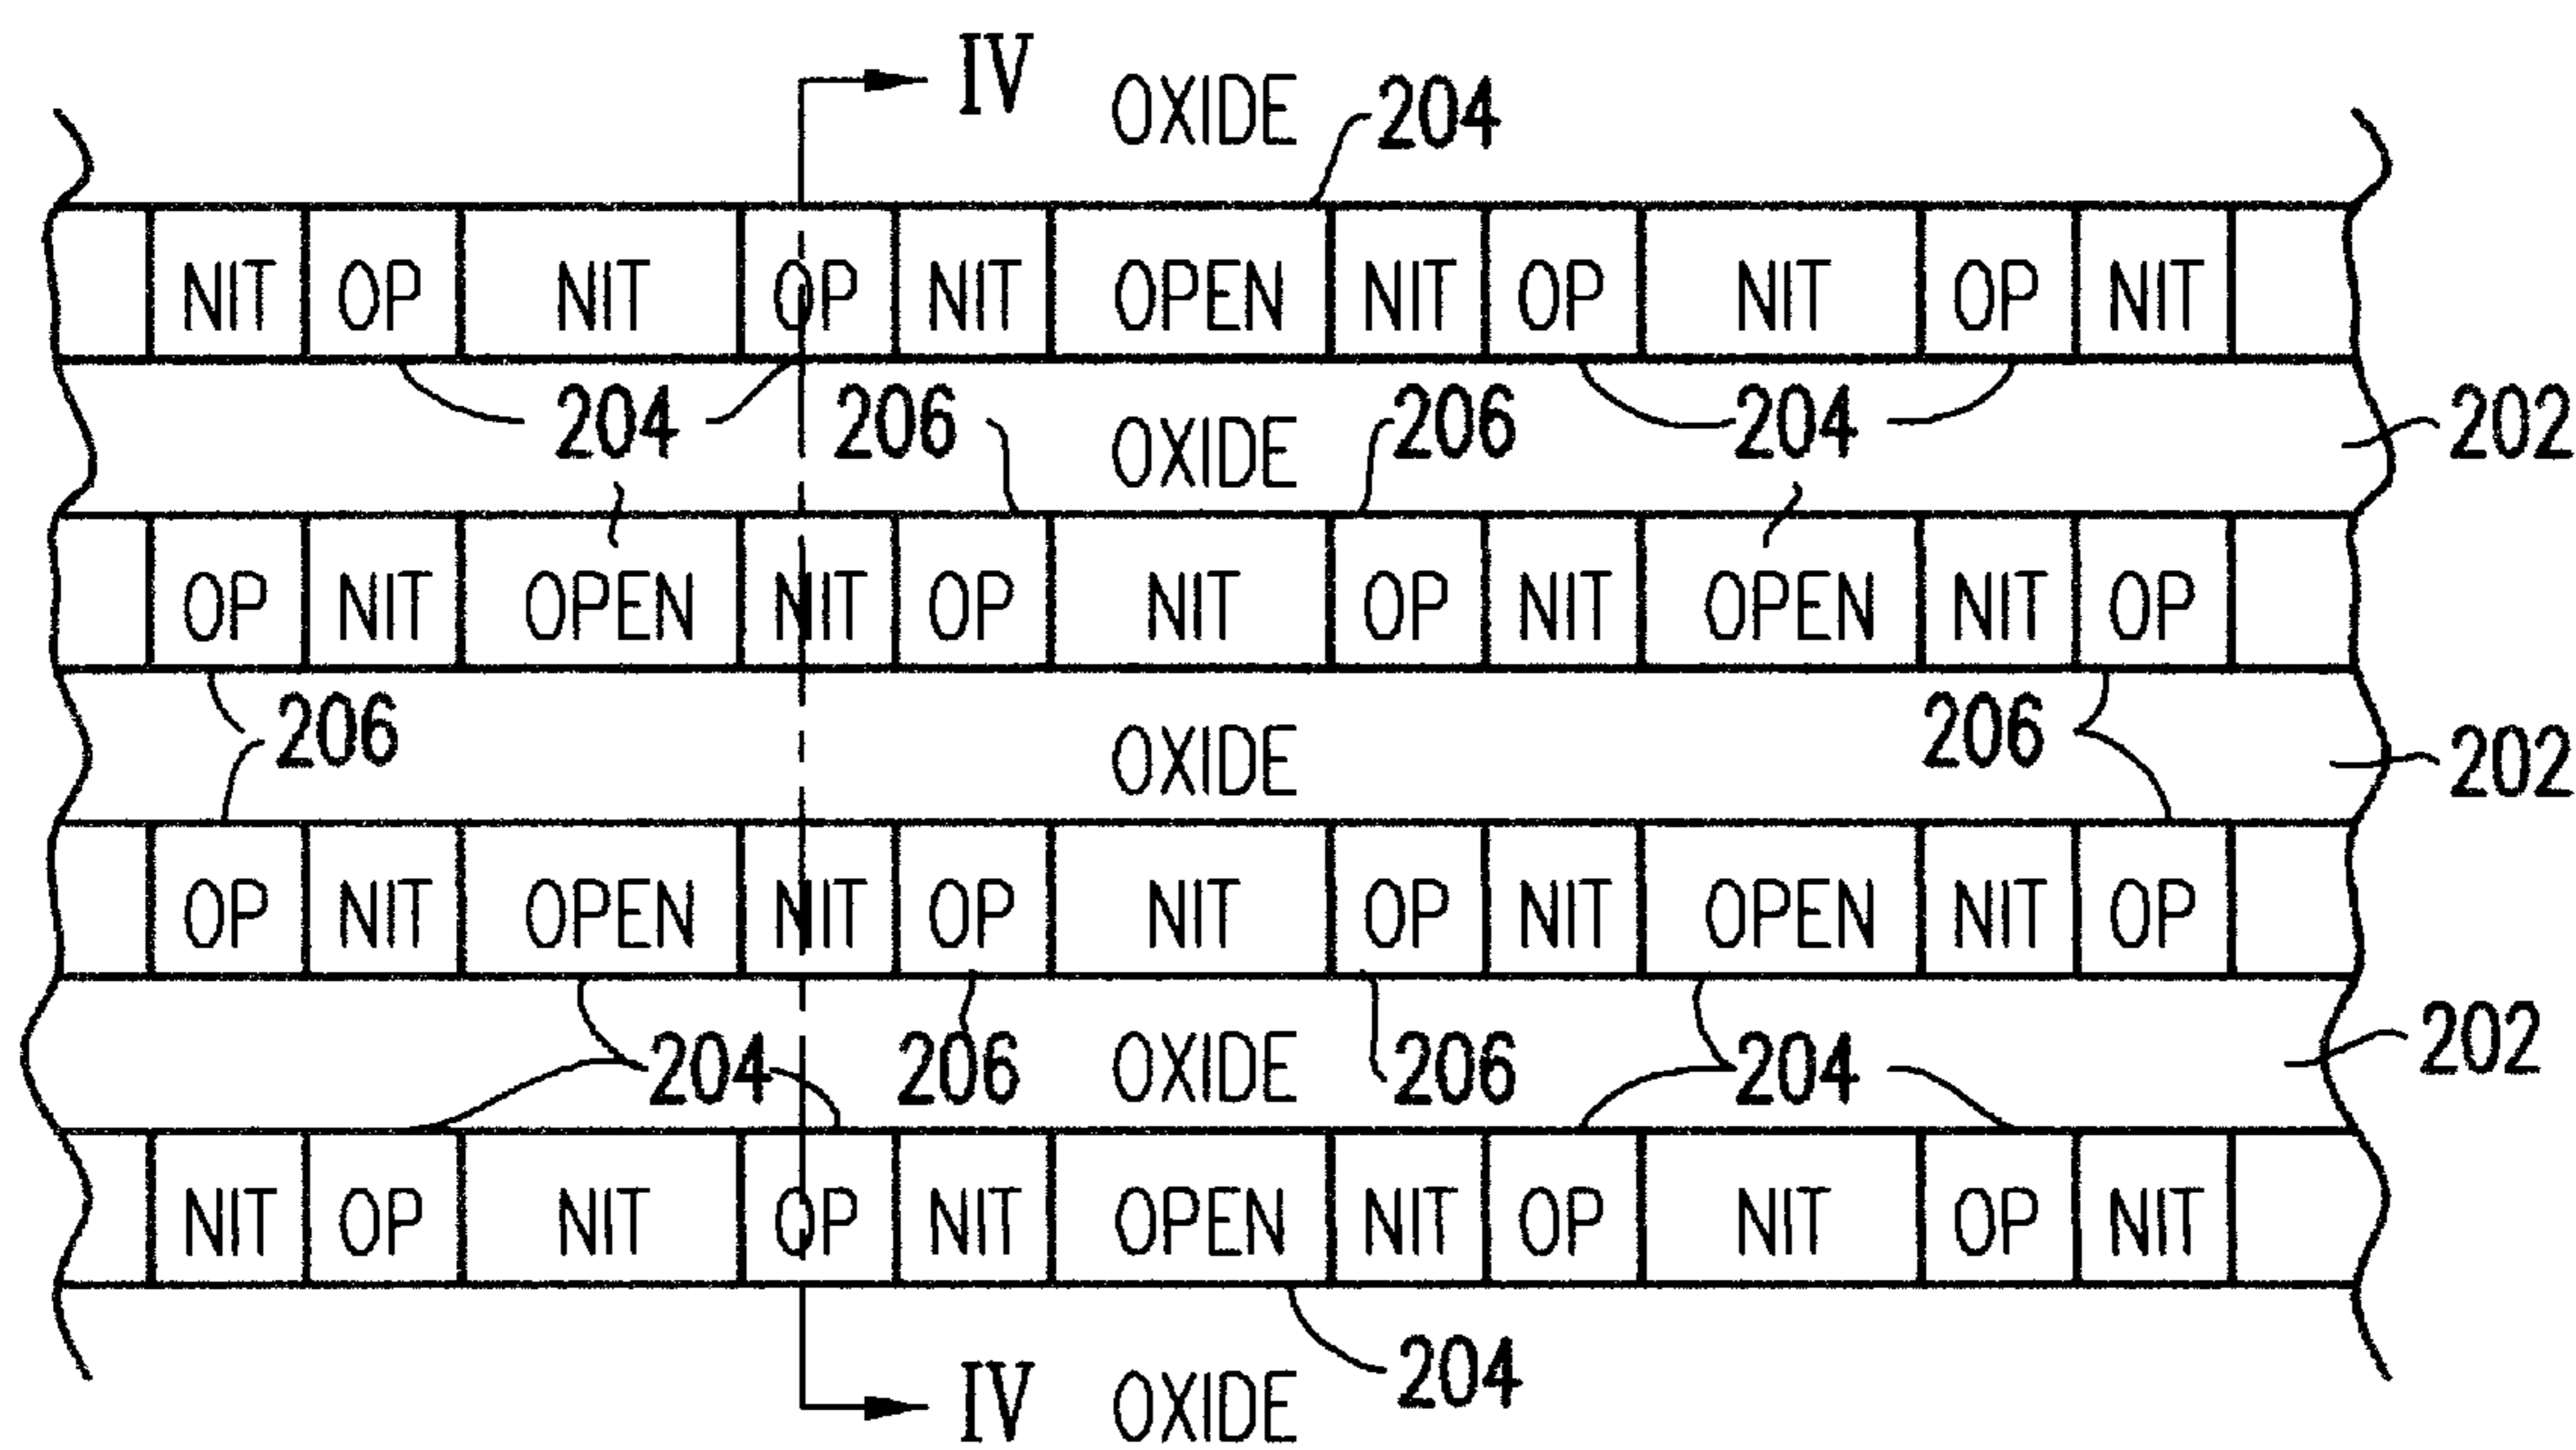 IV OXIDE 204
NIT OP NIT OP NIT OPEN NIT OP NIT OP NIT
204 206 OXIDE 206 204 202
OP NIT OPEN NIT OP NIT OP NIT OPEN NIT OP
206 OXIDE 206 202
OP NIT OPEN NIT OP NIT OP NIT OPEN NIT OP
204 206 OXIDE 206 204 202
NIT OP NIT OP NIT OPEN NIT OP NIT OP NIT
IV OXIDE 204